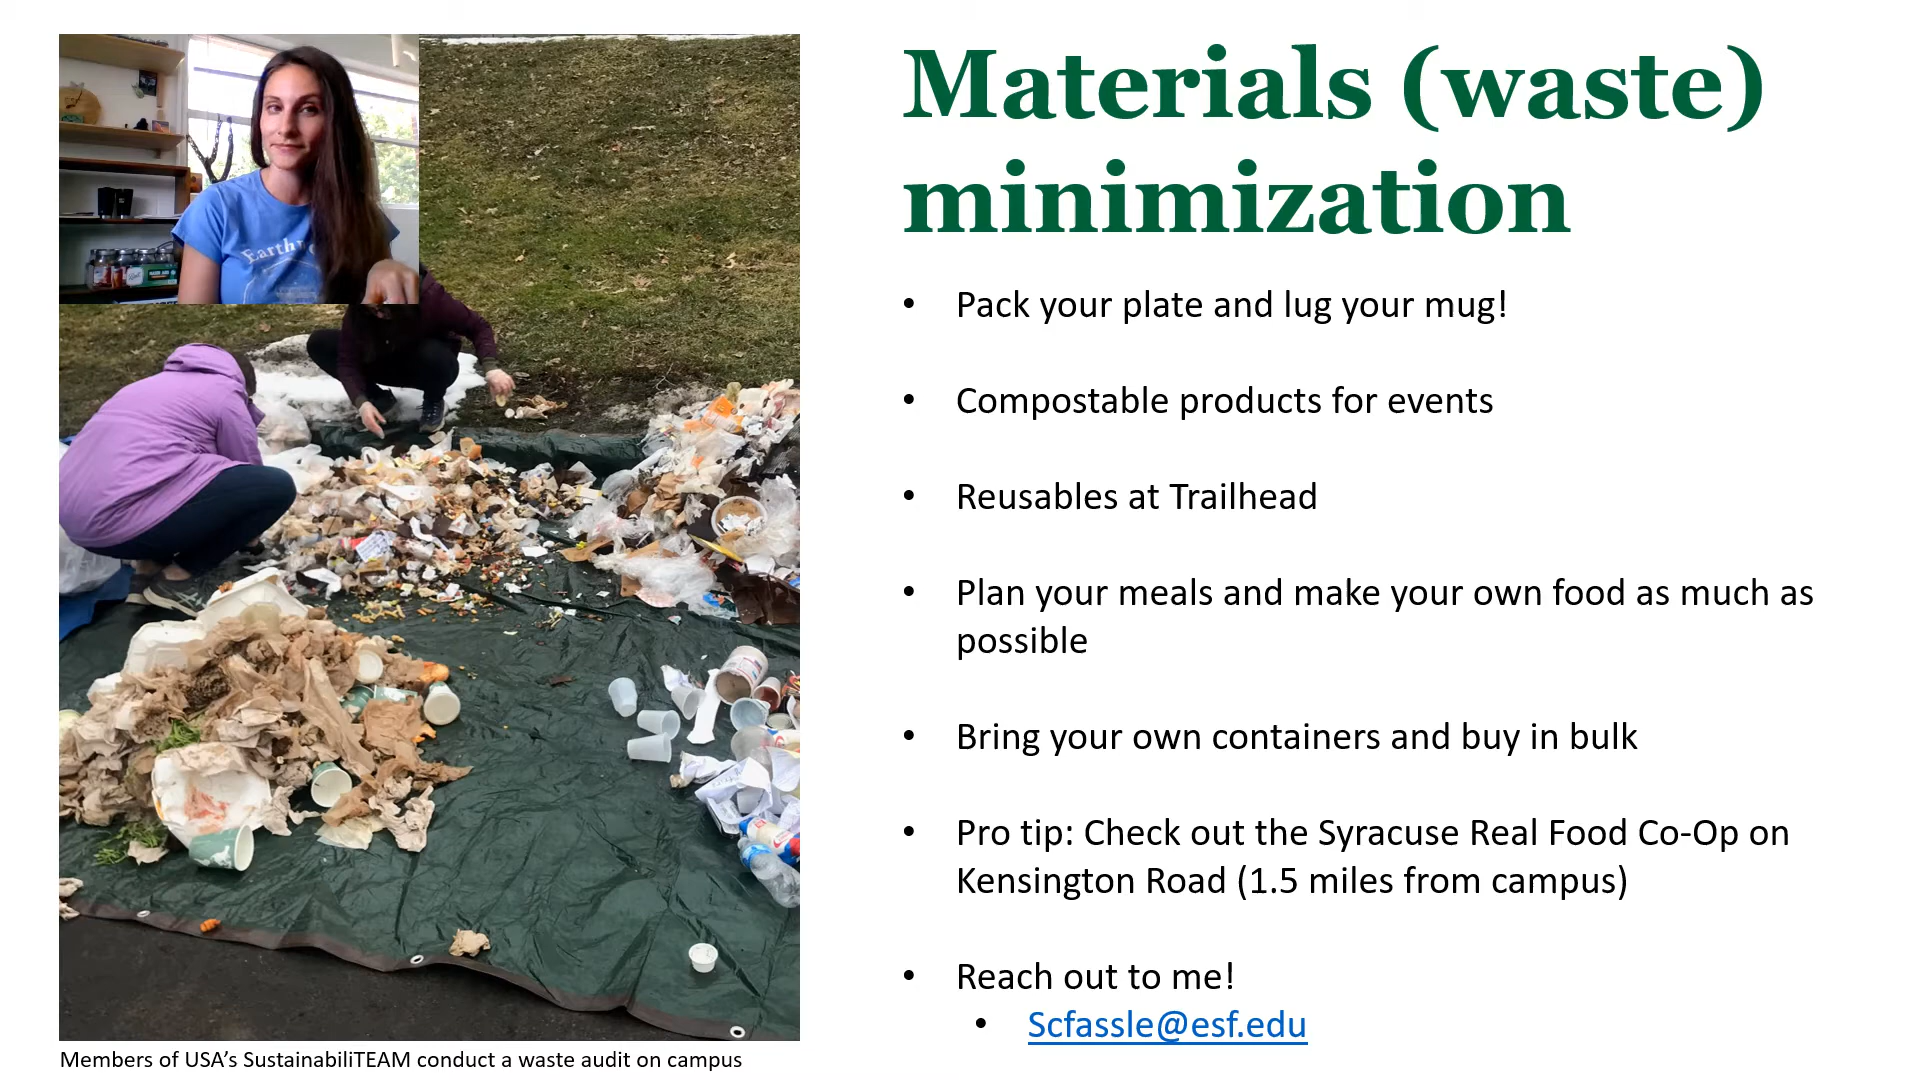 Materials (waste)
minimization
• Pack your plate and lug your mug!
• Compostable products for events
• Reusables at Trailhead
• Plan your meals and make your own food as much as
possible
• Bring your own containers and buy in bulk
• Pro tip: Check out the Syracuse Real Food Co-Op on
Kensington Road (1.5 miles from campus)
• Reach out to me!
• Scfassle@esf.edu
Members of USA’s SustainabiliTEAM conduct a waste audit on campus